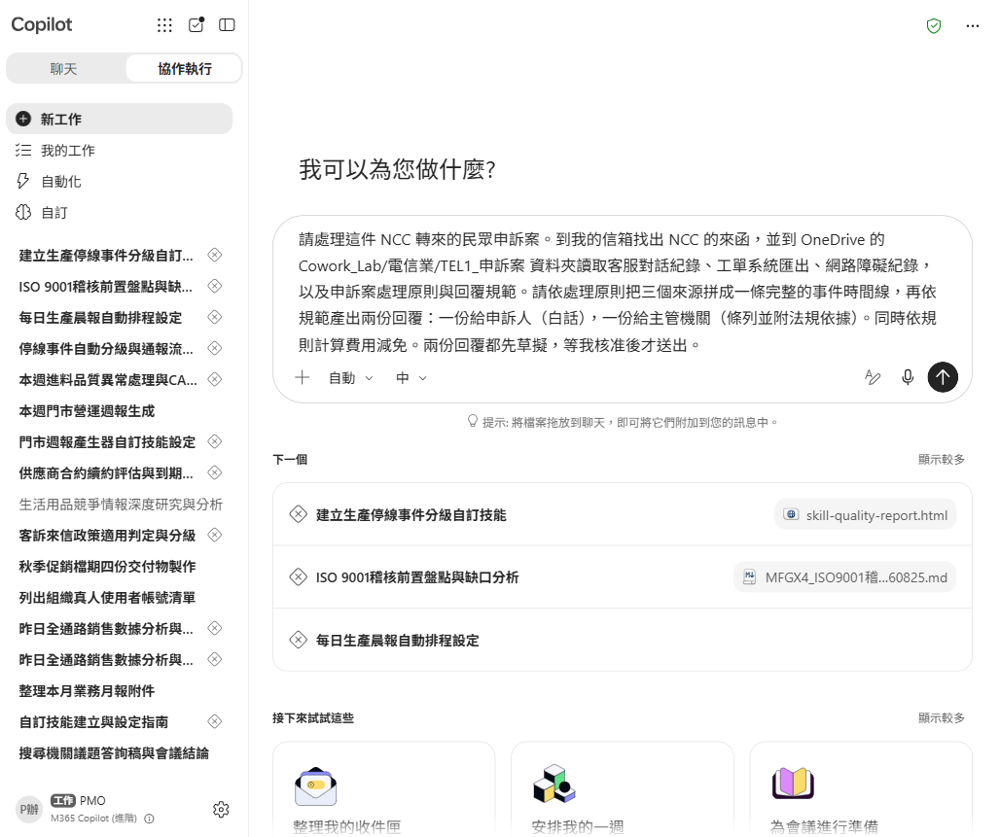 Copilot
聊天
協作執行
新工作
我的工作
自動化
自訂
建立生產停線事件分級自訂...
ISO 9001稽核前置盤點與缺...
每日生產晨報自動排程設定
停線事件自動分級與通報流...
本週進料品質異常處理與CA...
本週門市營運週報生成
門市週報產生器自訂技能設定
供應商合約續約評估與到期...
生活用品競爭情報深度研究與分析
客訴來信政策適用判定與分級
秋季促銷檔期四份交付物製作
列出組織真人使用者帳號清單
昨日全通路銷售數據分析與...
昨日全通路銷售數據分析與...
整理本月業務月報附件
自訂技能建立與設定指南
搜尋機關議題答詢稿與會議結論
P辦
工作 PMO
M365 Copilot (進階)
我可以為您做什麼?
請處理這件 NCC 轉來的民眾申訴案。到我的信箱找出 NCC 的來函，並到 OneDrive 的
Cowork_Lab/電信業/TEL1_申訴案 資料夾讀取客服對話紀錄、工單系統匯出、網路障礙紀錄，
以及申訴案處理原則與回覆規範。請依處理原則把三個來源拼成一條完整的事件時間線，再依
規範產出兩份回覆：一份給申訴人（白話），一份給主管機關（條列並附法規依據）。同時依規
則計算費用減免。兩份回覆都先草擬，等我核准後才送出。
自動
中
提示: 將檔案拖放到聊天，即可將它們附加到您的訊息中。
下一個
顯示較多
建立生產停線事件分級自訂技能
skill-quality-report.html
ISO 9001稽核前置盤點與缺口分析
MFGX4_ISO9001稽...60825.md
每日生產晨報自動排程設定
接下來試試這些
顯示較多
整理我的收件匣
安排我的一週
為會議進行準備